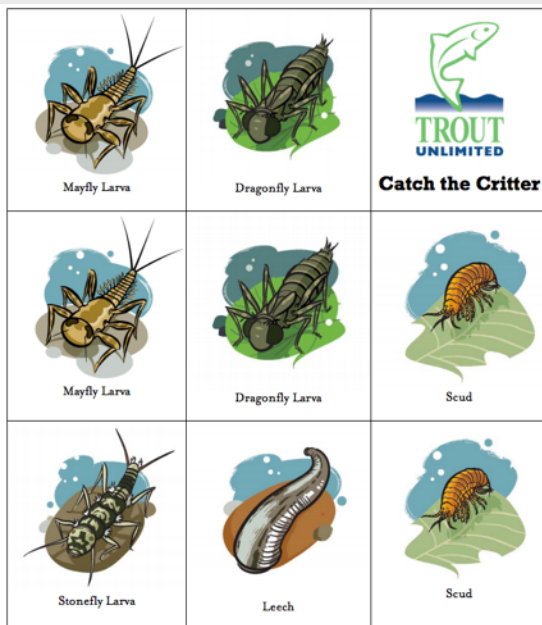 Mayfly Larva
Dragonfly Larva
TROUT
UNLIMITED
Catch the Critter
Mayfly Larva
Dragonfly Larva
Scud
Stonefly Larva
Leech
Scud